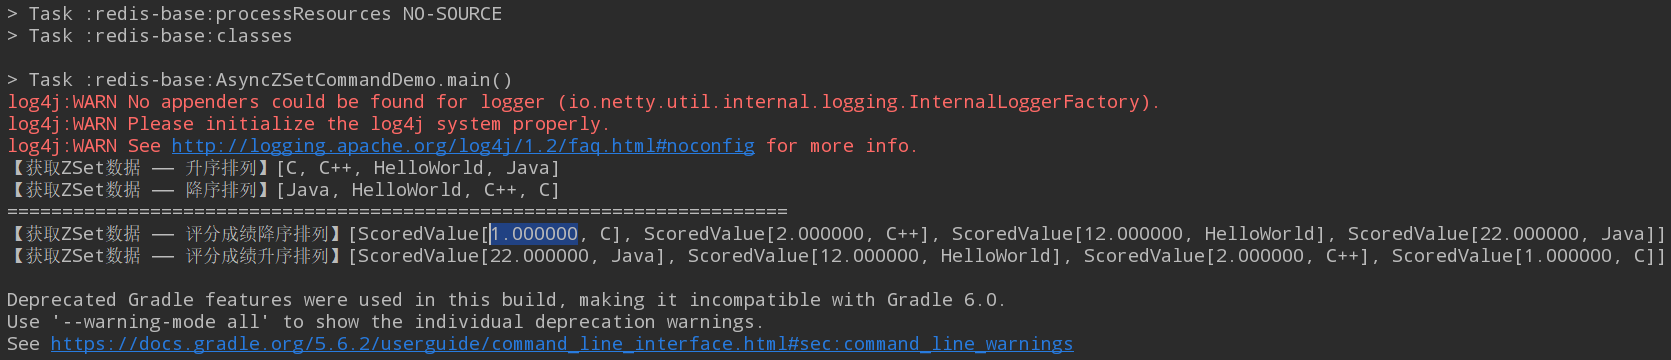 > Task :redis-base:processResources NO-SOURCE
> Task :redis-base:classes
> Task :redis-base:AsyncZSetCommandDemo.main()
log4j:WARN No appenders could be found for logger (io.netty.util.internal.logging.InternalLoggerFactory).
log4j:WARN Please initialize the log4j system properly.
log4j:WARN See http://logging.apache.org/log4j/1.2/faq.html#noconfig for more info.
【获取ZSet数据 —— 升序排列】[C, C++, HelloWorld, Java]
【获取ZSet数据 —— 降序排列】[Java, HelloWorld, C++, C]
=======================================================================
【获取ZSet数据 —— 评分成绩降序排列】[ScoredValue[1.000000, C], ScoredValue[2.000000, C++], ScoredValue[12.000000, HelloWorld], ScoredValue[22.000000, Java]]
【获取ZSet数据 —— 评分成绩升序排列】[ScoredValue[22.000000, Java], ScoredValue[12.000000, HelloWorld], ScoredValue[2.000000, C++], ScoredValue[1.000000, C]]
Deprecated Gradle features were used in this build, making it incompatible with Gradle 6.0.
Use '--warning-mode all' to show the individual deprecation warnings.
See https://docs.gradle.org/5.6.2/userguide/command_line_interface.html#sec:command_line_warnings